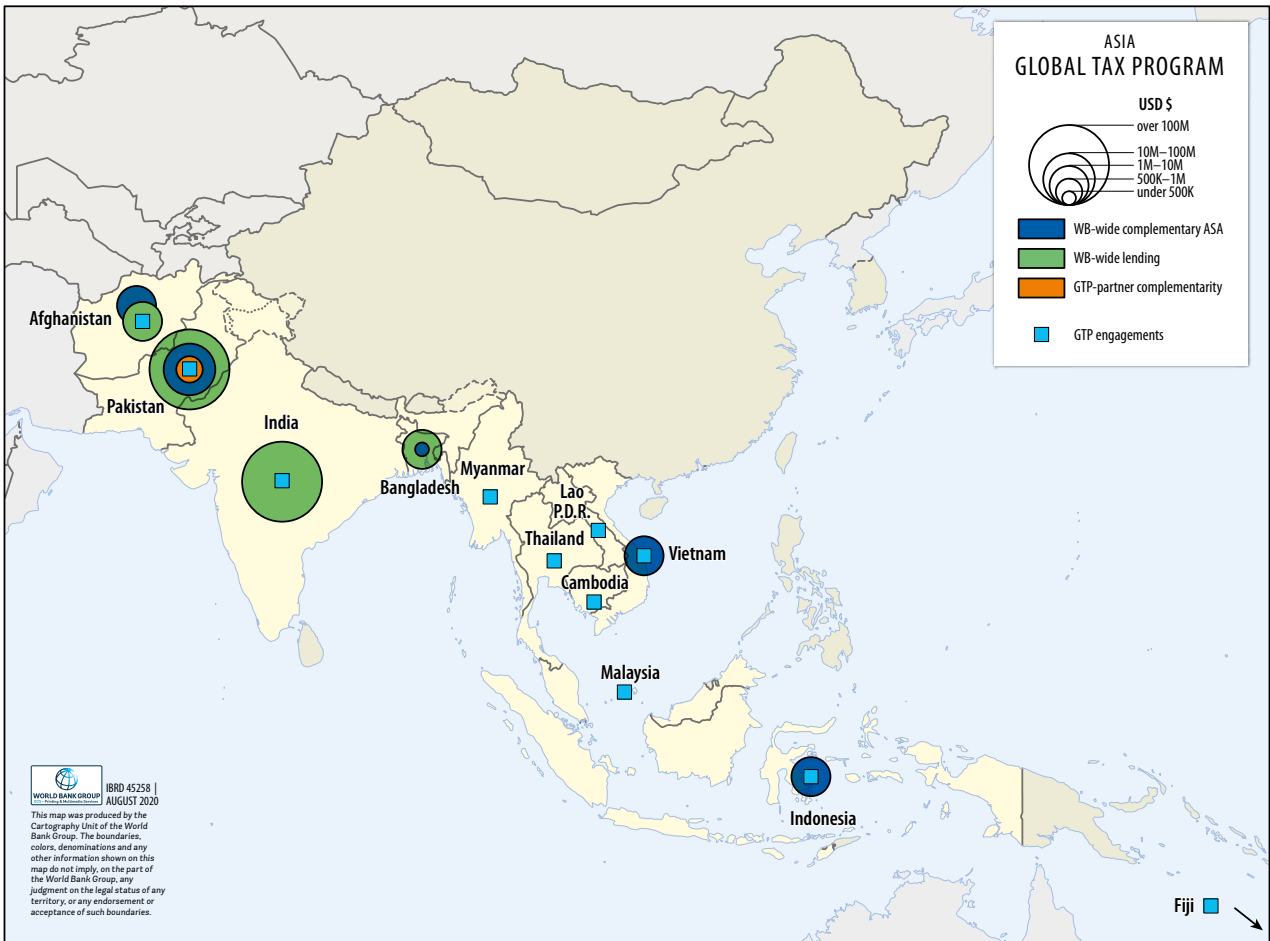 ASIA
GLOBAL TAX PROGRAM
USD $
over 100M
10M–100M
1M–10M
500K–1M
under 500K
WB-wide complementary ASA
WB-wide lending
GTP-partner complementarity
GTP engagements
Afghanistan
Pakistan
India
Bangladesh
Myanmar
Lao
P.D.R.
Thailand
Vietnam
Cambodia
Malaysia
Indonesia
Fiji
WORLD BANK GROUP
GCS – Printing & Multimedia Services
IBRD 45258 |
AUGUST 2020
This map was produced by the
Cartography Unit of the World
Bank Group. The boundaries,
colors, denominations and any
other information shown on this
map do not imply, on the part of
the World Bank Group, any
judgment on the legal status of any
territory, or any endorsement or
acceptance of such boundaries.